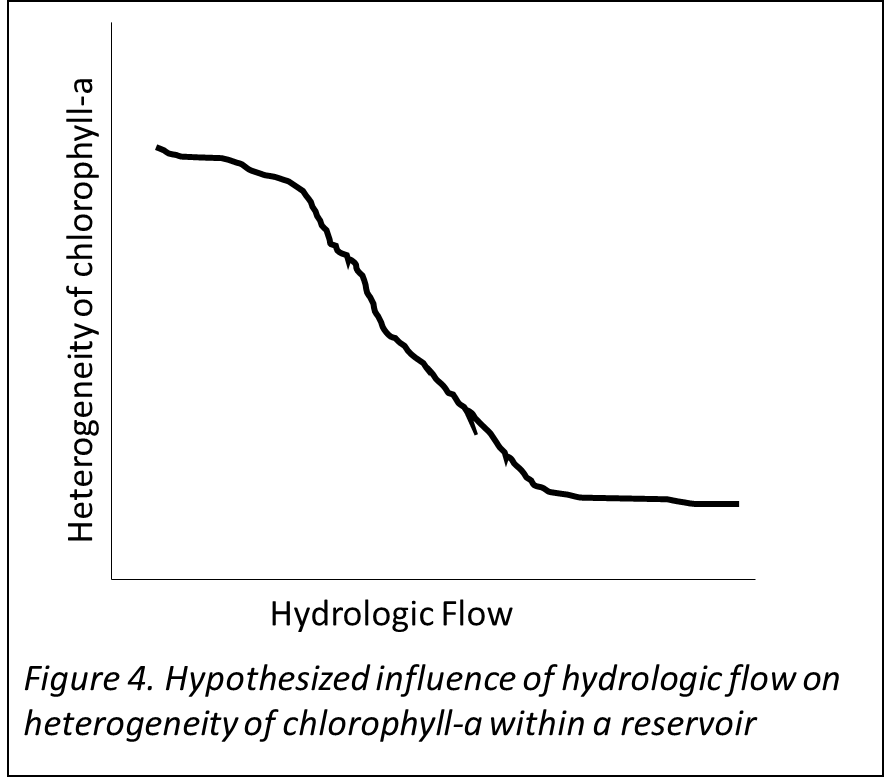 Heterogeneity of chlorophyll-a
Hydrologic Flow
Figure 4. Hypothesized influence of hydrologic flow on
heterogeneity of chlorophyll-a within a reservoir